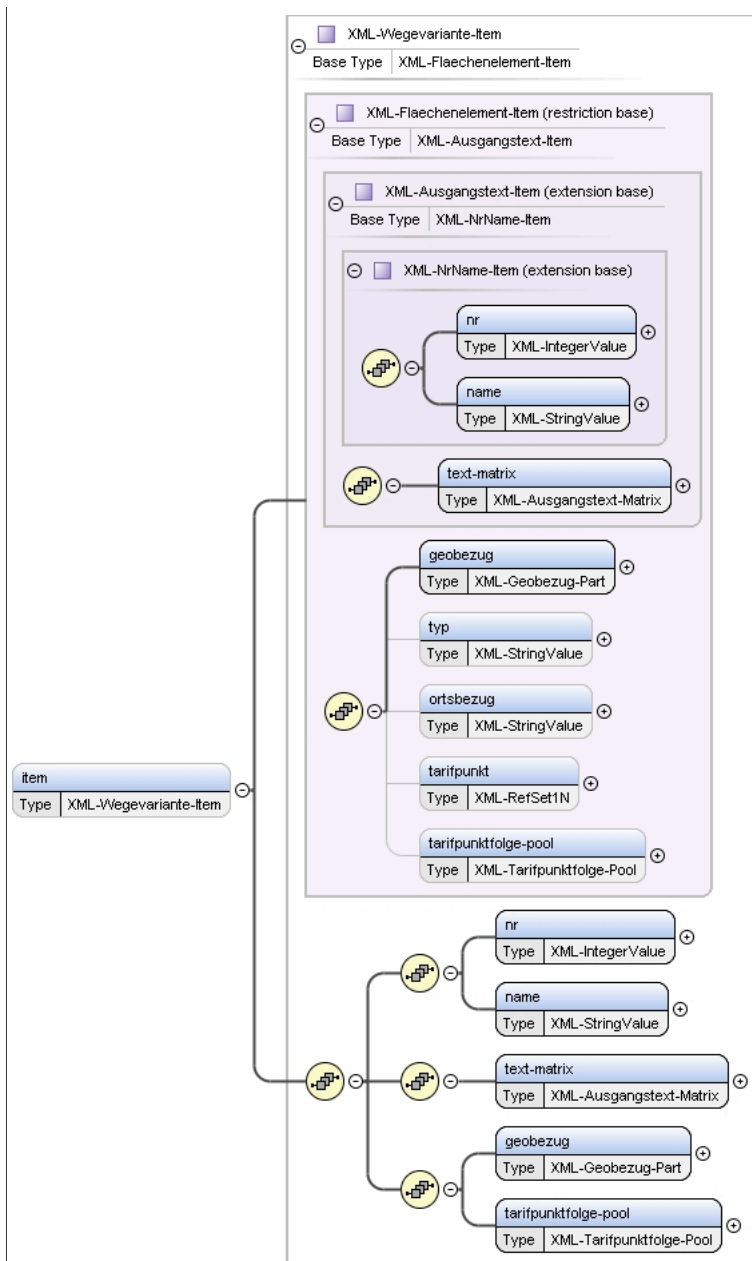 XML-Wegevariante-Item
Base Type XML-Flaechenelement-Item
XML-Flaechenelement-Item (restriction base)
Base Type XML-Ausgangstext-Item
XML-Ausgangstext-Item (extension base)
Base Type XML-NrName-Item
XML-NrName-Item (extension base)
nr
Type XML-IntegerValue
name
Type XML-StringValue
text-matrix
Type XML-Ausgangstext-Matrix
geobezug
Type XML-Geobezug-Part
typ
Type XML-StringValue
ortsbezug
Type XML-StringValue
tarifpunkt
Type XML-RefSet1N
tarifpunktfolge-pool
Type XML-Tarifpunktfolge-Pool
item
Type XML-Wegevariante-Item
nr
Type XML-IntegerValue
name
Type XML-StringValue
text-matrix
Type XML-Ausgangstext-Matrix
geobezug
Type XML-Geobezug-Part
tarifpunktfolge-pool
Type XML-Tarifpunktfolge-Pool